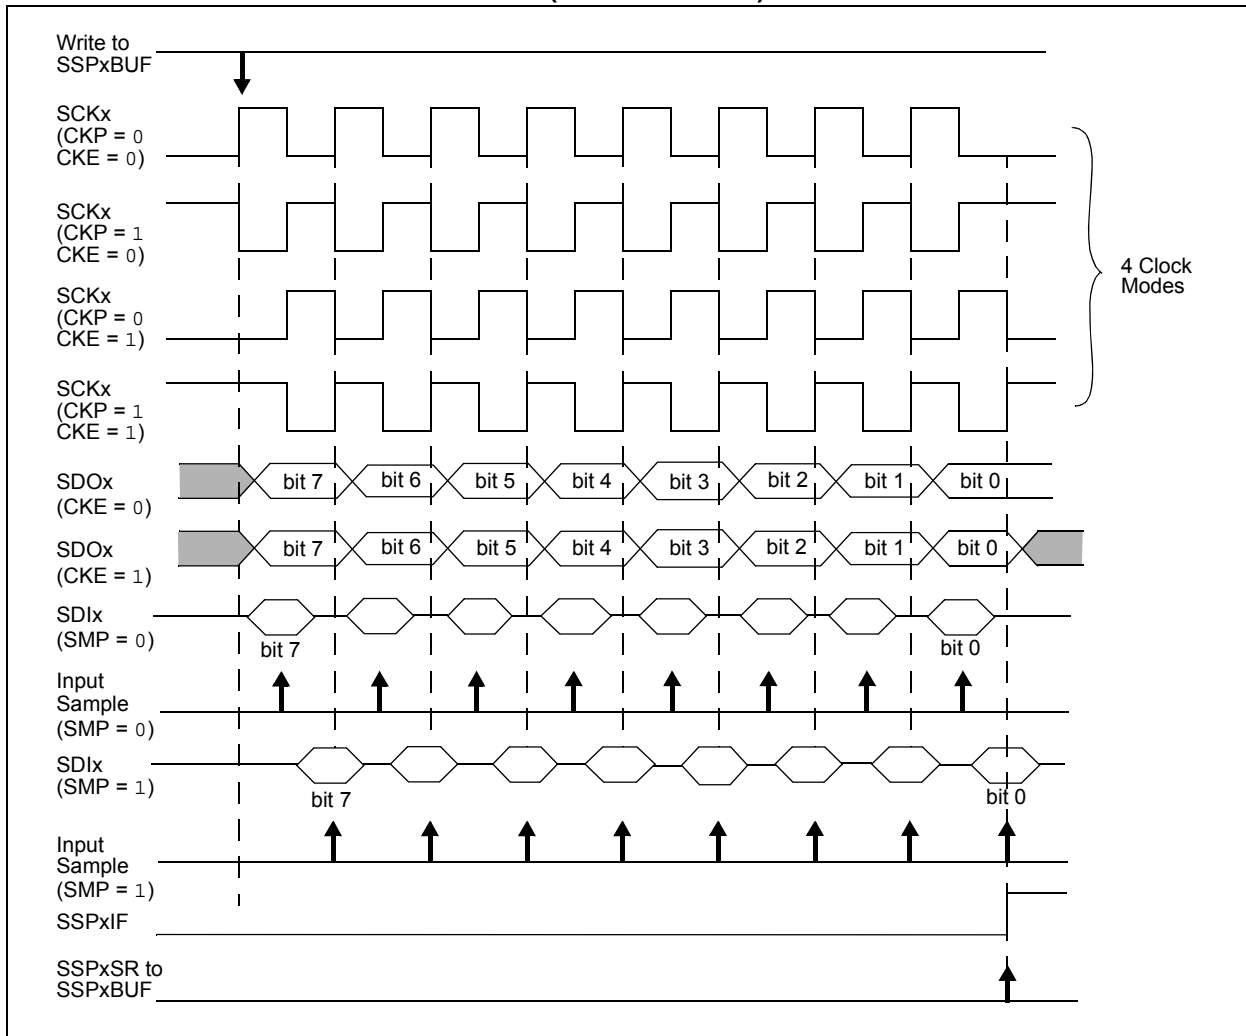 Write to
SSPxBUF
SCKx
(CKP = 0
CKE = 0)
SCKx
(CKP = 1
CKE = 0)
SCKx
(CKP = 0
CKE = 1)
SCKx
(CKP = 1
CKE = 1)
4 Clock
Modes
SDOx
(CKE = 0)
bit 7 bit 6 bit 5 bit 4 bit 3 bit 2 bit 1 bit 0
SDOx
(CKE = 1)
bit 7 bit 6 bit 5 bit 4 bit 3 bit 2 bit 1 bit 0
SDIx
(SMP = 0)
bit 7 bit 0
Input
Sample
(SMP = 0)
SDIx
(SMP = 1)
bit 7 bit 0
Input
Sample
(SMP = 1)
SSPxIF
SSPxSR to
SSPxBUF